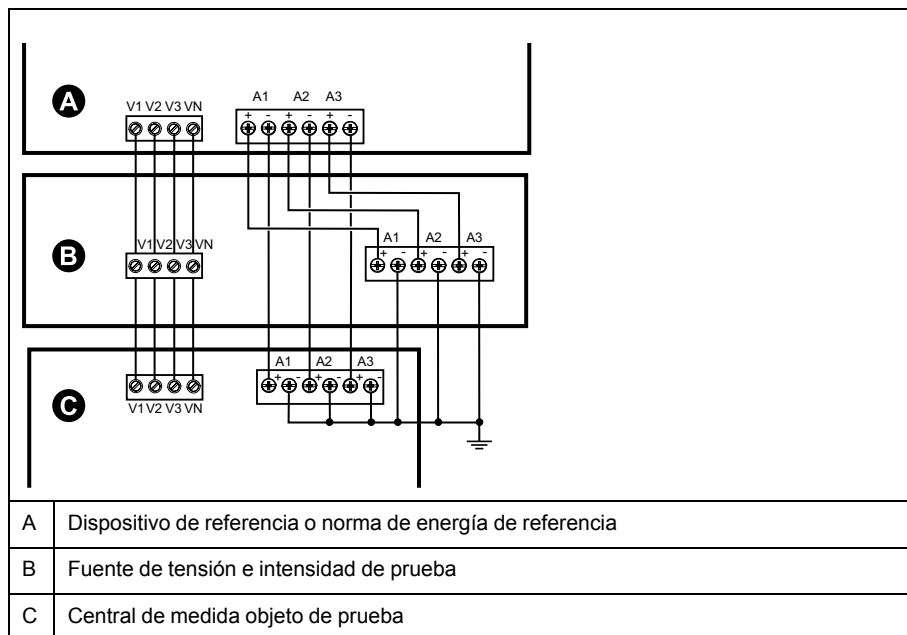 A
V1 V2 V3 VN
A1 A2 A3
+ - + - + -
B
V1 V2 V3 VN
A1 A2 A3
+ - + - + -
C
A1 A2 A3
+ - + - + -
V1 V2 V3 VN
A Dispositivo de referencia o norma de energía de referencia
B Fuente de tensión e intensidad de prueba
C Central de medida objeto de prueba